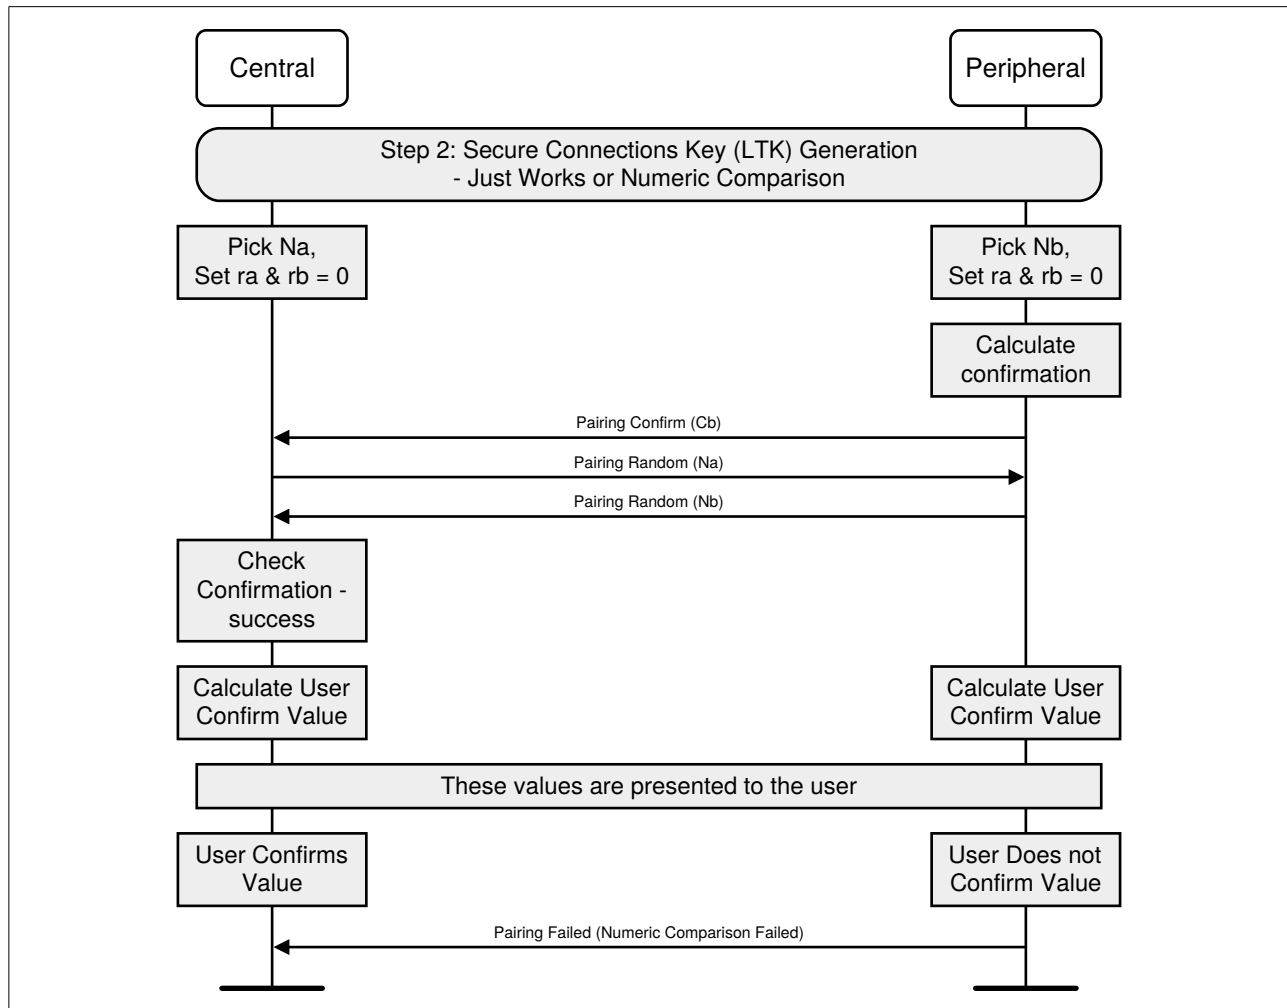 Central
Peripheral
Step 2: Secure Connections Key (LTK) Generation
- Just Works or Numeric Comparison
Pick Na,
Set ra & rb = 0
Pick Nb,
Set ra & rb = 0
Calculate
confirmation
Pairing Confirm (Cb)
Pairing Random (Na)
Pairing Random (Nb)
Check
Confirmation -
success
Calculate User
Confirm Value
Calculate User
Confirm Value
These values are presented to the user
User Confirms
Value
User Does not
Confirm Value
Pairing Failed (Numeric Comparison Failed)